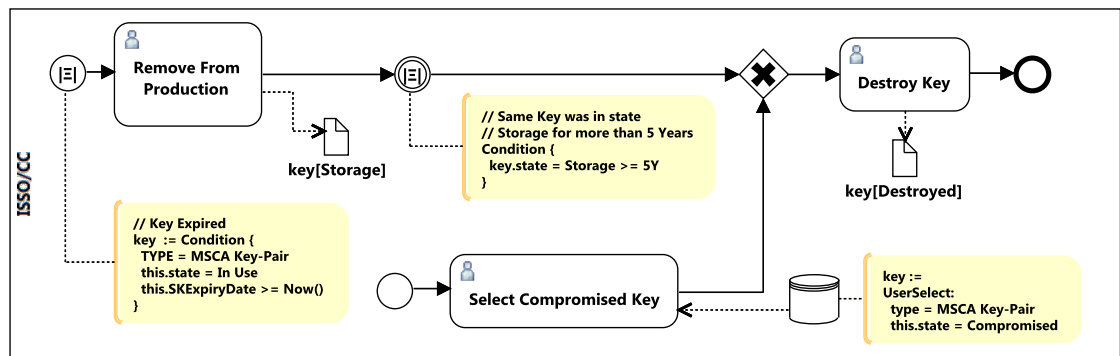 ISSO/CC
Remove From
Production
key[Storage]
// Key Expired
key  := Condition {
  TYPE = MSCA Key-Pair
  this.state = In Use
  this.SKExpiryDate >= Now()
}
// Same Key was in state
// Storage for more than 5 Years
Condition {
  key.state = Storage >= 5Y
}
Destroy Key
key[Destroyed]
Select Compromised Key
key :=
UserSelect:
  type = MSCA Key-Pair
  this.state = Compromised